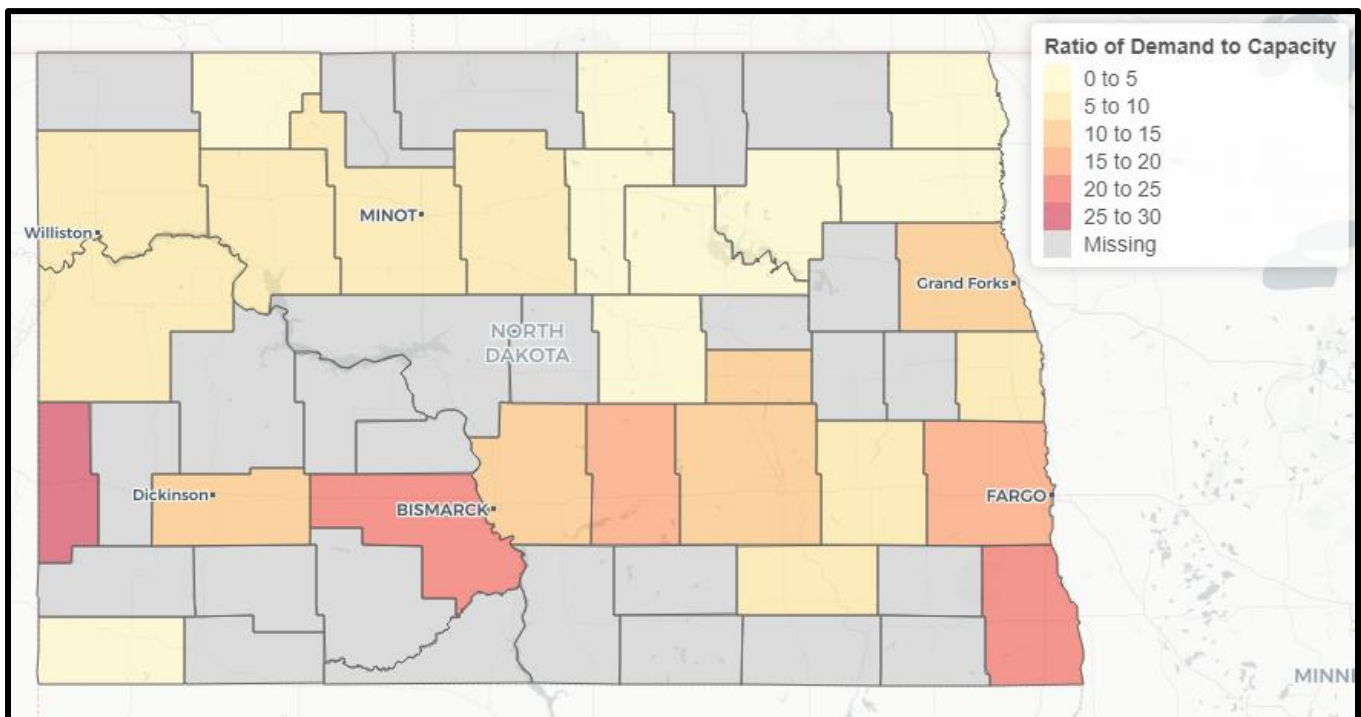 Ratio of Demand to Capacity
0 to 5
5 to 10
10 to 15
15 to 20
20 to 25
25 to 30
Missing
MINOT
Williston
Grand Forks
NORTH
DAKOTA
Dickinson
BISMARCK
FARGO
MINNE